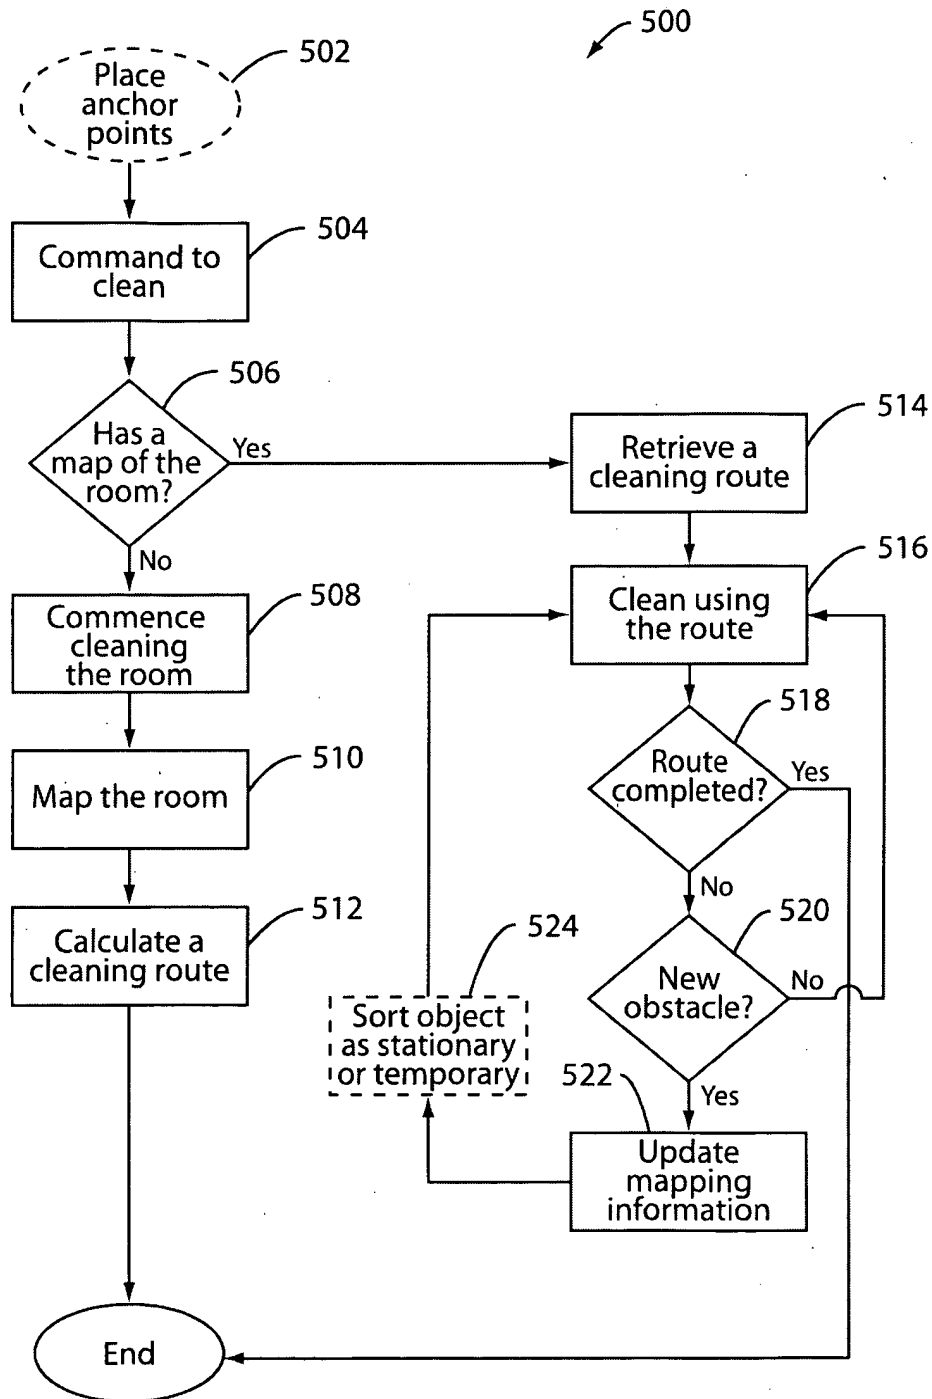 500
502
Place
anchor
points
504
Command to
clean
506
Has a
map of the
room?
Yes
No
508
Commence
cleaning
the room
510
Map the room
512
Calculate a
cleaning route
514
Retrieve a
cleaning route
516
Clean using
the route
518
Route
completed?
Yes
No
520
New
obstacle?
No
Yes
522
Update
mapping
information
524
Sort object
as stationary
or temporary
End